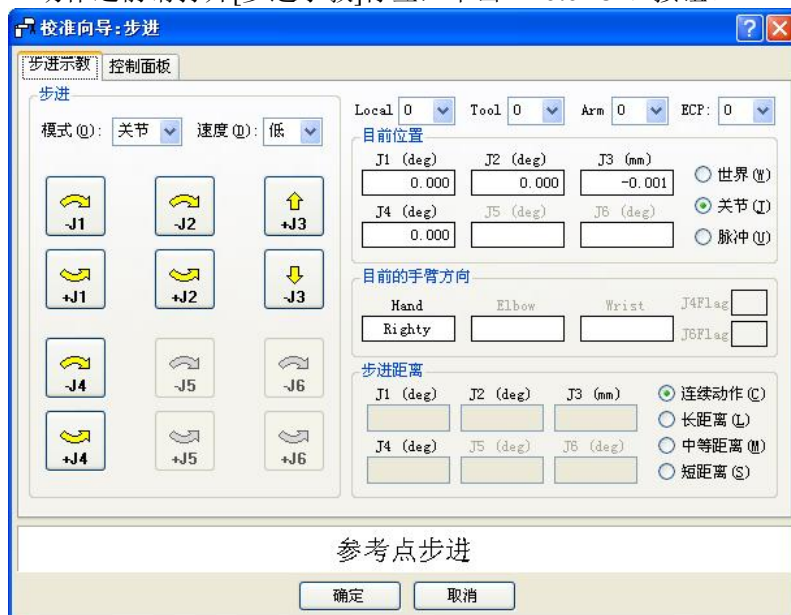 校准向导:步进
步进示教 控制面板
步进
模式(O): 关节 速度(D): 低
-J1 -J2 +J3
+J1 +J2 -J3
-J4 -J5 -J6
+J4 +J5 +J6
Local 0 Tool 0 Arm 0 ECP: 0
目前位置
J1 (deg) J2 (deg) J3 (mm)
0.000 0.000 -0.001
J4 (deg) J5 (deg) J6 (deg)
0.000
世界(W)
关节(J)
脉冲(U)
目前的手臂方向
Hand Elbow Wrist J4Flag
Righty J6Flag
步进距离
J1 (deg) J2 (deg) J3 (mm)
J4 (deg) J5 (deg) J6 (deg)
连续动作(C)
长距离(L)
中等距离(M)
短距离(S)
参考点步进
确定 取消